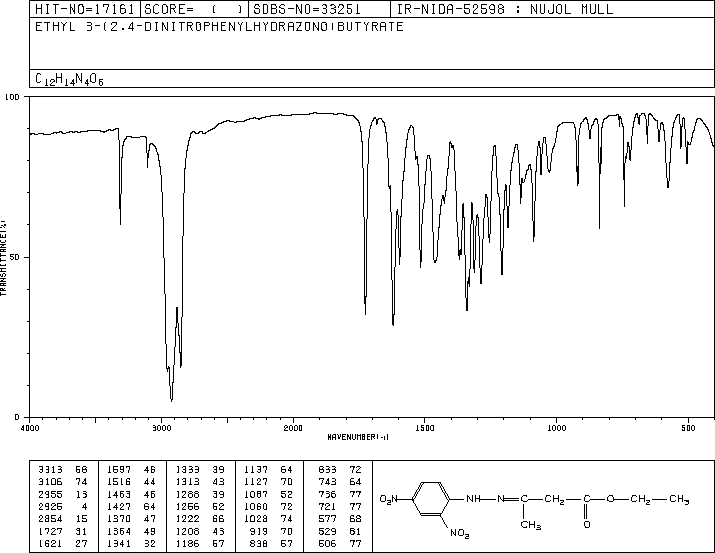 HIT-NO=17161 SCORE= ( ) SDBS-NO=33251 IR-NIDA-52598 : NUJOL MULL
ETHYL 3-(2,4-DINITROPHENYLHYDRAZONO)BUTYRATE
C12H14N4O6
100
50
0
TRANSMITTANCE(%)
4000 3000 2000 1500 1000 500
WAVENUMBER(-1)
3313 68 1597 46 1333 39 1137 64 833 72
3106 74 1516 44 1313 43 1127 70 743 64
2955 13 1463 46 1288 39 1087 52 736 77
2925 4 1427 64 1256 52 1060 72 721 77
2854 15 1370 47 1222 66 1028 74 577 68
1727 31 1364 49 1208 43 919 70 529 81
1621 27 1341 32 1186 57 838 57 506 77
O2N NH N C CH2 C O CH2 CH3
NO2 CH3 O